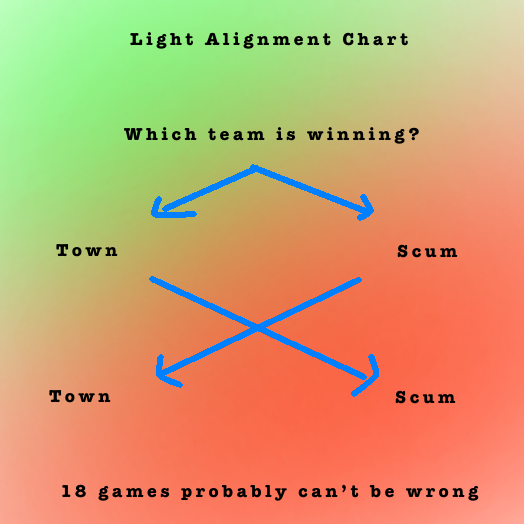 Light Alignment Chart
Which team is winning?
Town
Scum
Town
Scum
18 games probably can't be wrong